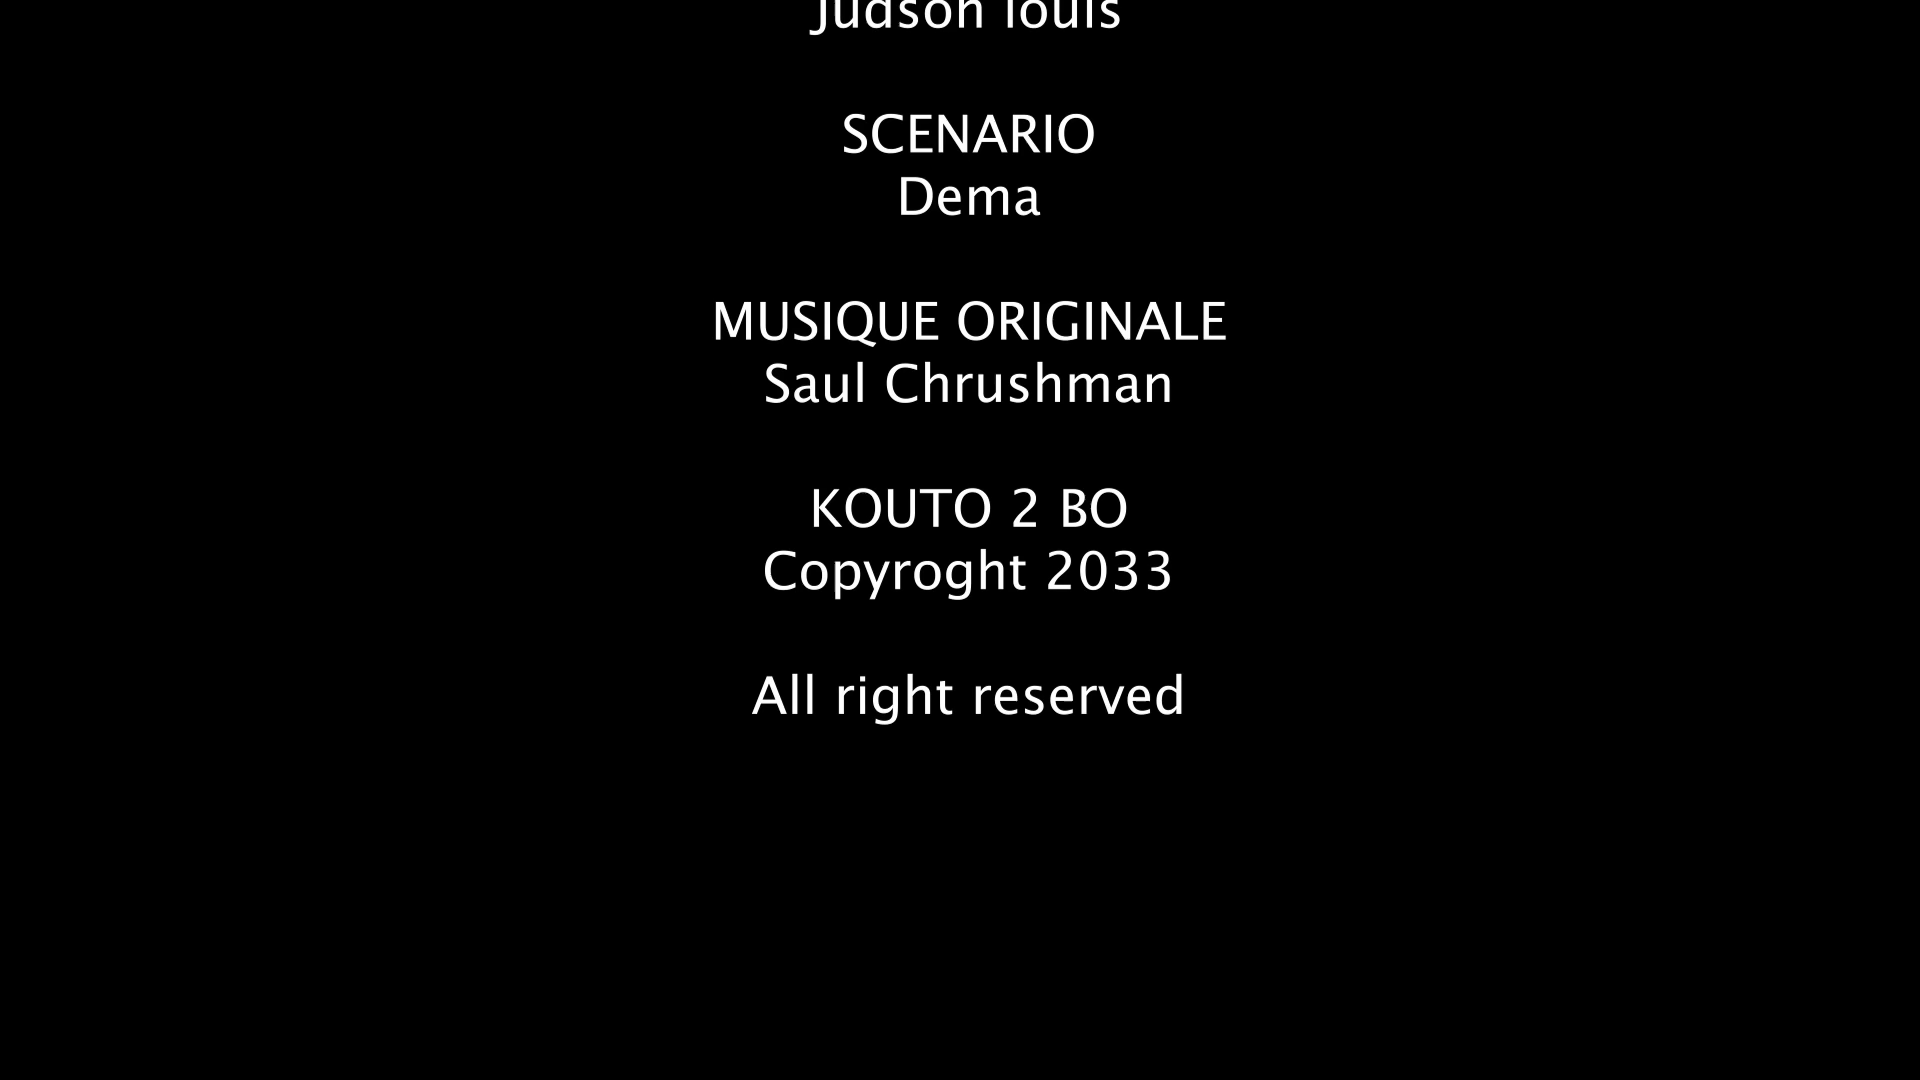 Judson louis
SCENARIO
Dema
MUSIQUE ORIGINALE
Saul Chrushman
KOUTO 2 BO
Copyroght 2033
All right reserved